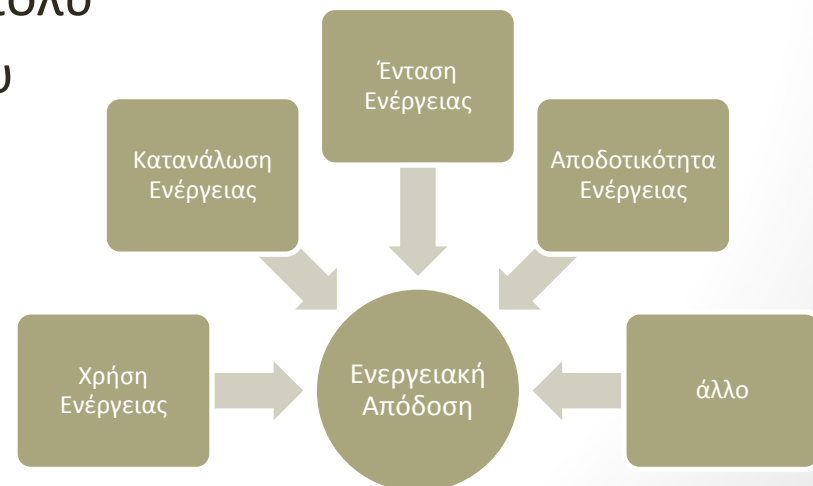 υ
Ένταση
Ενέργειας
Κατανάλωση
Ενέργειας
Αποδοτικότητα
Ενέργειας
Χρήση
Ενέργειας
Ενεργειακή
Απόδοση
άλλο